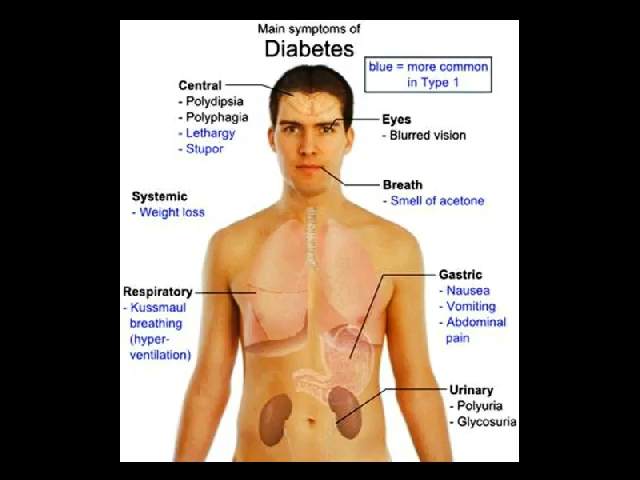 Main symptoms of
Diabetes
blue = more common
in Type 1
Central
- Polydipsia
- Polyphagia
- Lethargy
- Stupor
Eyes
- Blurred vision
Breath
- Smell of acetone
Systemic
- Weight loss
Respiratory
- Kussmaul
breathing
(hyper-
ventilation)
Gastric
- Nausea
- Vomiting
- Abdominal
pain
Urinary
- Polyuria
- Glycosuria